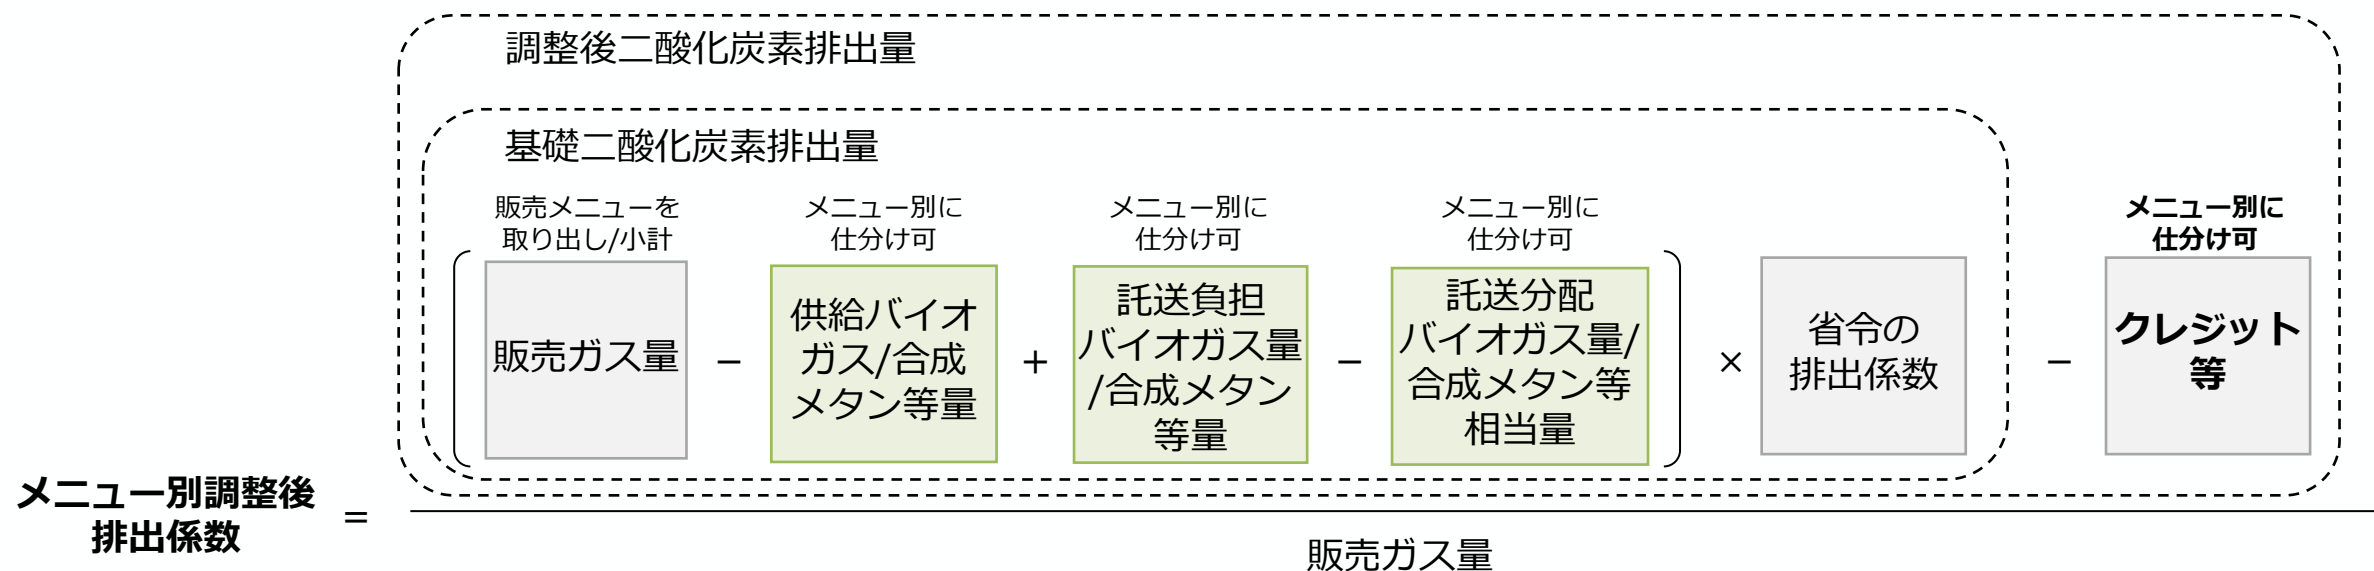 調整後二酸化炭素排出量
基礎二酸化炭素排出量
販売メニューを
取り出し/小計
メニュー別に
仕分け可
メニュー別に
仕分け可
メニュー別に
仕分け可
メニュー別に
仕分け可
販売ガス量
－
供給バイオ
ガス/合成
メタン等量
＋
託送負担
バイオガス量
/合成メタン
等量
－
託送分配
バイオガス量/
合成メタン等
相当量
×
省令の
排出係数
－
クレジット
等
メニュー別調整後
排出係数
＝
販売ガス量